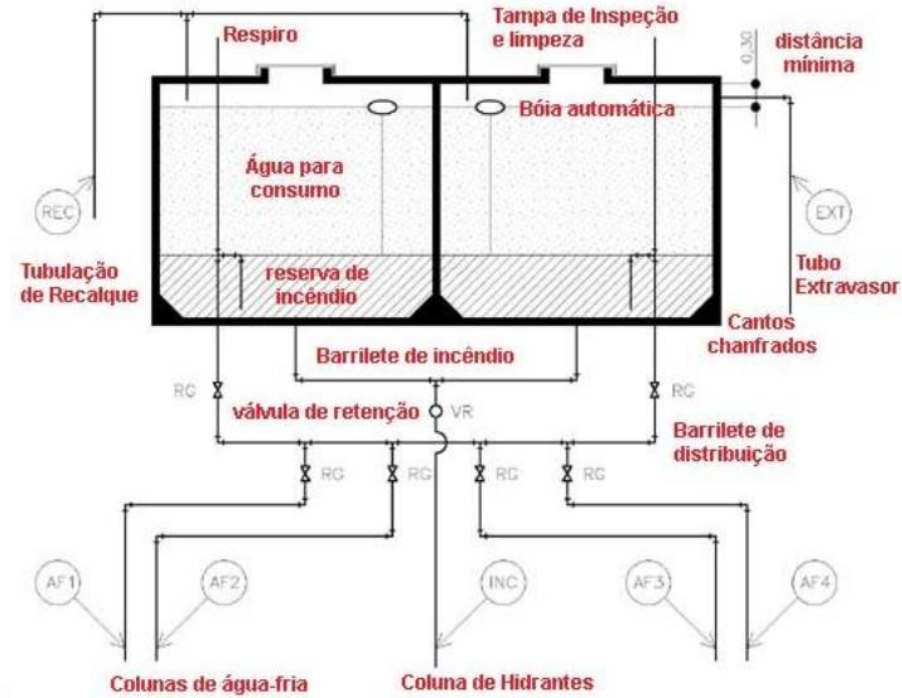 Respiro
Tampa de Inspeção
e limpeza
0,30
distância
mínima
Bóia automática
Água para
consumo
REC
EXT
Tubulação
de Recalque
reserva de
incêndio
Tubo
Extravasor
Cantos
chanfrados
Barrilete de incêndio
RG
RG
válvula de retenção
VR
Barrilete de
distribuição
RG
RG
RG
RG
AF1
AF2
INC
AF3
AF4
Colunas de água-fria
Coluna de Hidrantes